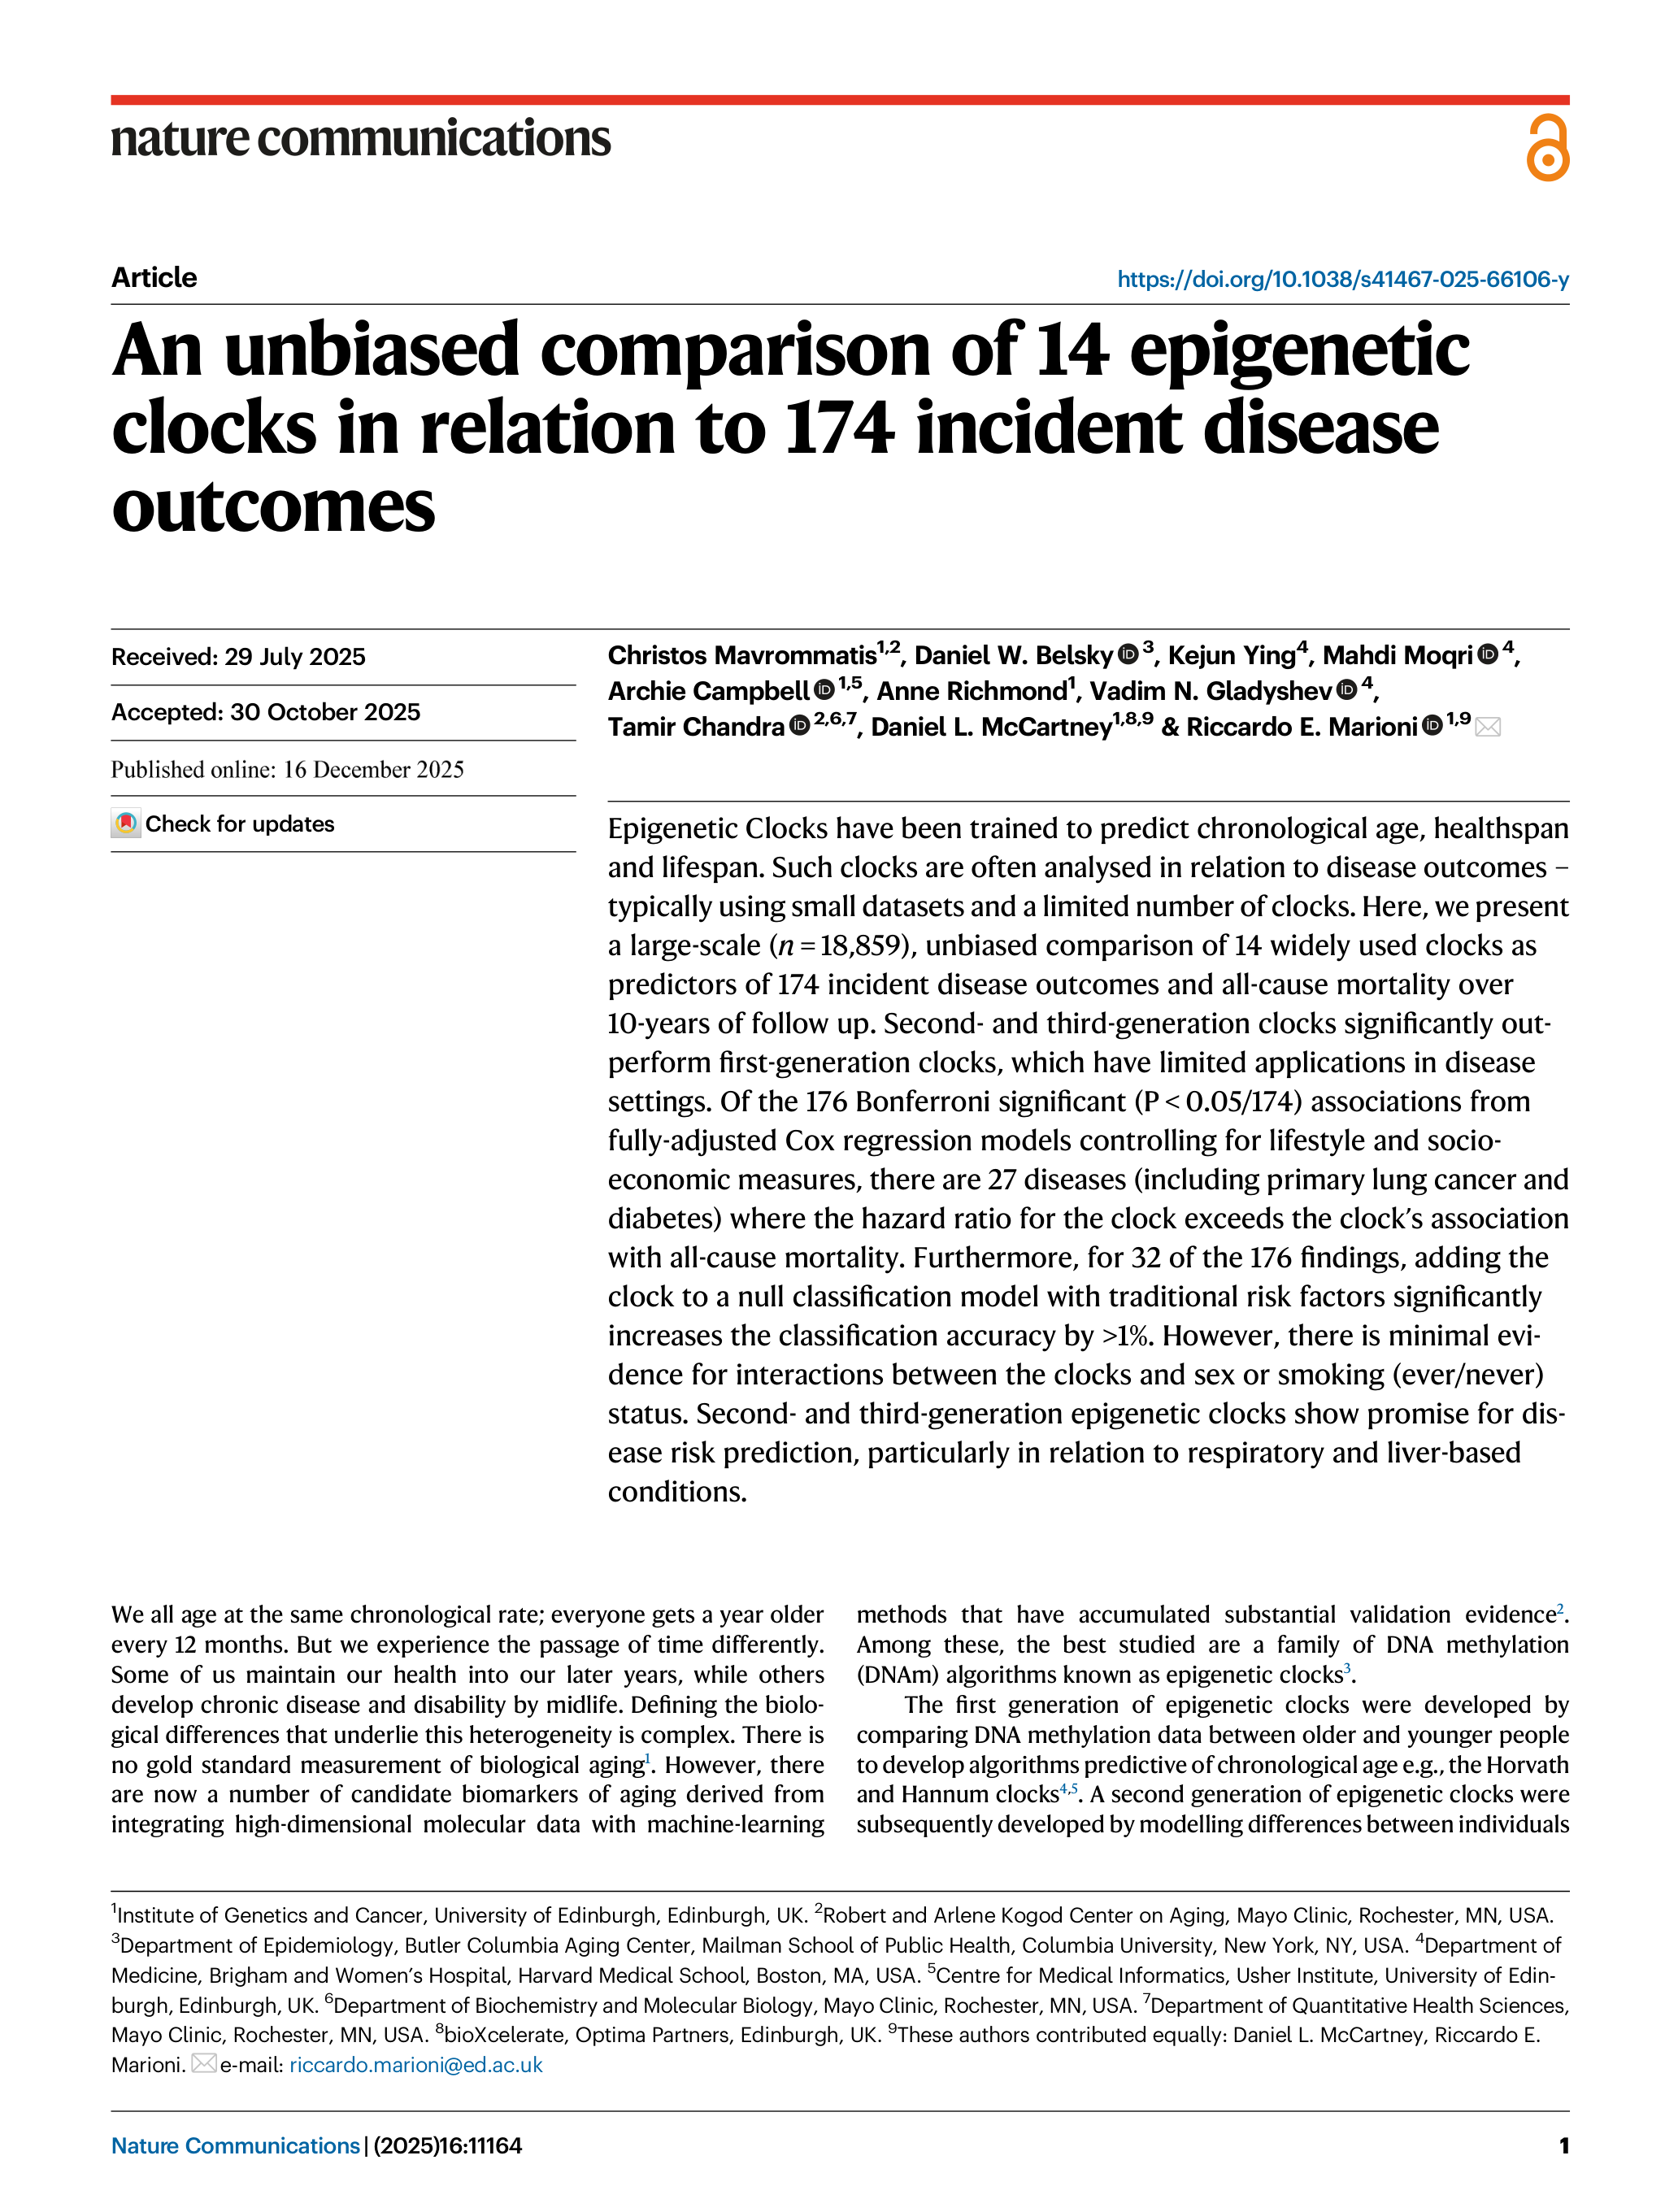 nature communications
Article
https://doi.org/10.1038/s41467-025-66106-y
An unbiased comparison of 14 epigenetic
clocks in relation to 174 incident disease
outcomes
Received: 29 July 2025
Accepted: 30 October 2025
Published online: 16 December 2025
Check for updates
Christos Mavrommatis1,2, Daniel W. Belsky iD 3, Kejun Ying4, Mahdi Moqri iD 4,
Archie Campbell iD 1,5, Anne Richmond1, Vadim N. Gladyshev iD 4,
Tamir Chandra iD 2,6,7, Daniel L. McCartney1,8,9 & Riccardo E. Marioni iD 1,9
Epigenetic Clocks have been trained to predict chronological age, healthspan
and lifespan. Such clocks are often analysed in relation to disease outcomes –
typically using small datasets and a limited number of clocks. Here, we present
a large-scale (n = 18,859), unbiased comparison of 14 widely used clocks as
predictors of 174 incident disease outcomes and all-cause mortality over
10-years of follow up. Second- and third-generation clocks significantly out-
perform first-generation clocks, which have limited applications in disease
settings. Of the 176 Bonferroni significant (P < 0.05/174) associations from
fully-adjusted Cox regression models controlling for lifestyle and socio-
economic measures, there are 27 diseases (including primary lung cancer and
diabetes) where the hazard ratio for the clock exceeds the clock's association
with all-cause mortality. Furthermore, for 32 of the 176 findings, adding the
clock to a null classification model with traditional risk factors significantly
increases the classification accuracy by >1%. However, there is minimal evi-
dence for interactions between the clocks and sex or smoking (ever/never)
status. Second- and third-generation epigenetic clocks show promise for dis-
ease risk prediction, particularly in relation to respiratory and liver-based
conditions.
We all age at the same chronological rate; everyone gets a year older
every 12 months. But we experience the passage of time differently.
Some of us maintain our health into our later years, while others
develop chronic disease and disability by midlife. Defining the biolo-
gical differences that underlie this heterogeneity is complex. There is
no gold standard measurement of biological aging1. However, there
are now a number of candidate biomarkers of aging derived from
integrating high-dimensional molecular data with machine-learning
methods that have accumulated substantial validation evidence2.
Among these, the best studied are a family of DNA methylation
(DNAm) algorithms known as epigenetic clocks3.
The first generation of epigenetic clocks were developed by
comparing DNA methylation data between older and younger people
to develop algorithms predictive of chronological age e.g., the Horvath
and Hannum clocks4,5. A second generation of epigenetic clocks were
subsequently developed by modelling differences between individuals
1Institute of Genetics and Cancer, University of Edinburgh, Edinburgh, UK. 2Robert and Arlene Kogod Center on Aging, Mayo Clinic, Rochester, MN, USA.
3Department of Epidemiology, Butler Columbia Aging Center, Mailman School of Public Health, Columbia University, New York, NY, USA. 4Department of
Medicine, Brigham and Women's Hospital, Harvard Medical School, Boston, MA, USA. 5Centre for Medical Informatics, Usher Institute, University of Edin-
burgh, Edinburgh, UK. 6Department of Biochemistry and Molecular Biology, Mayo Clinic, Rochester, MN, USA. 7Department of Quantitative Health Sciences,
Mayo Clinic, Rochester, MN, USA. 8bioXcelerate, Optima Partners, Edinburgh, UK. 9These authors contributed equally: Daniel L. McCartney, Riccardo E.
Marioni. e-mail: riccardo.marioni@ed.ac.uk
Nature Communications | (2025)16:11164
1